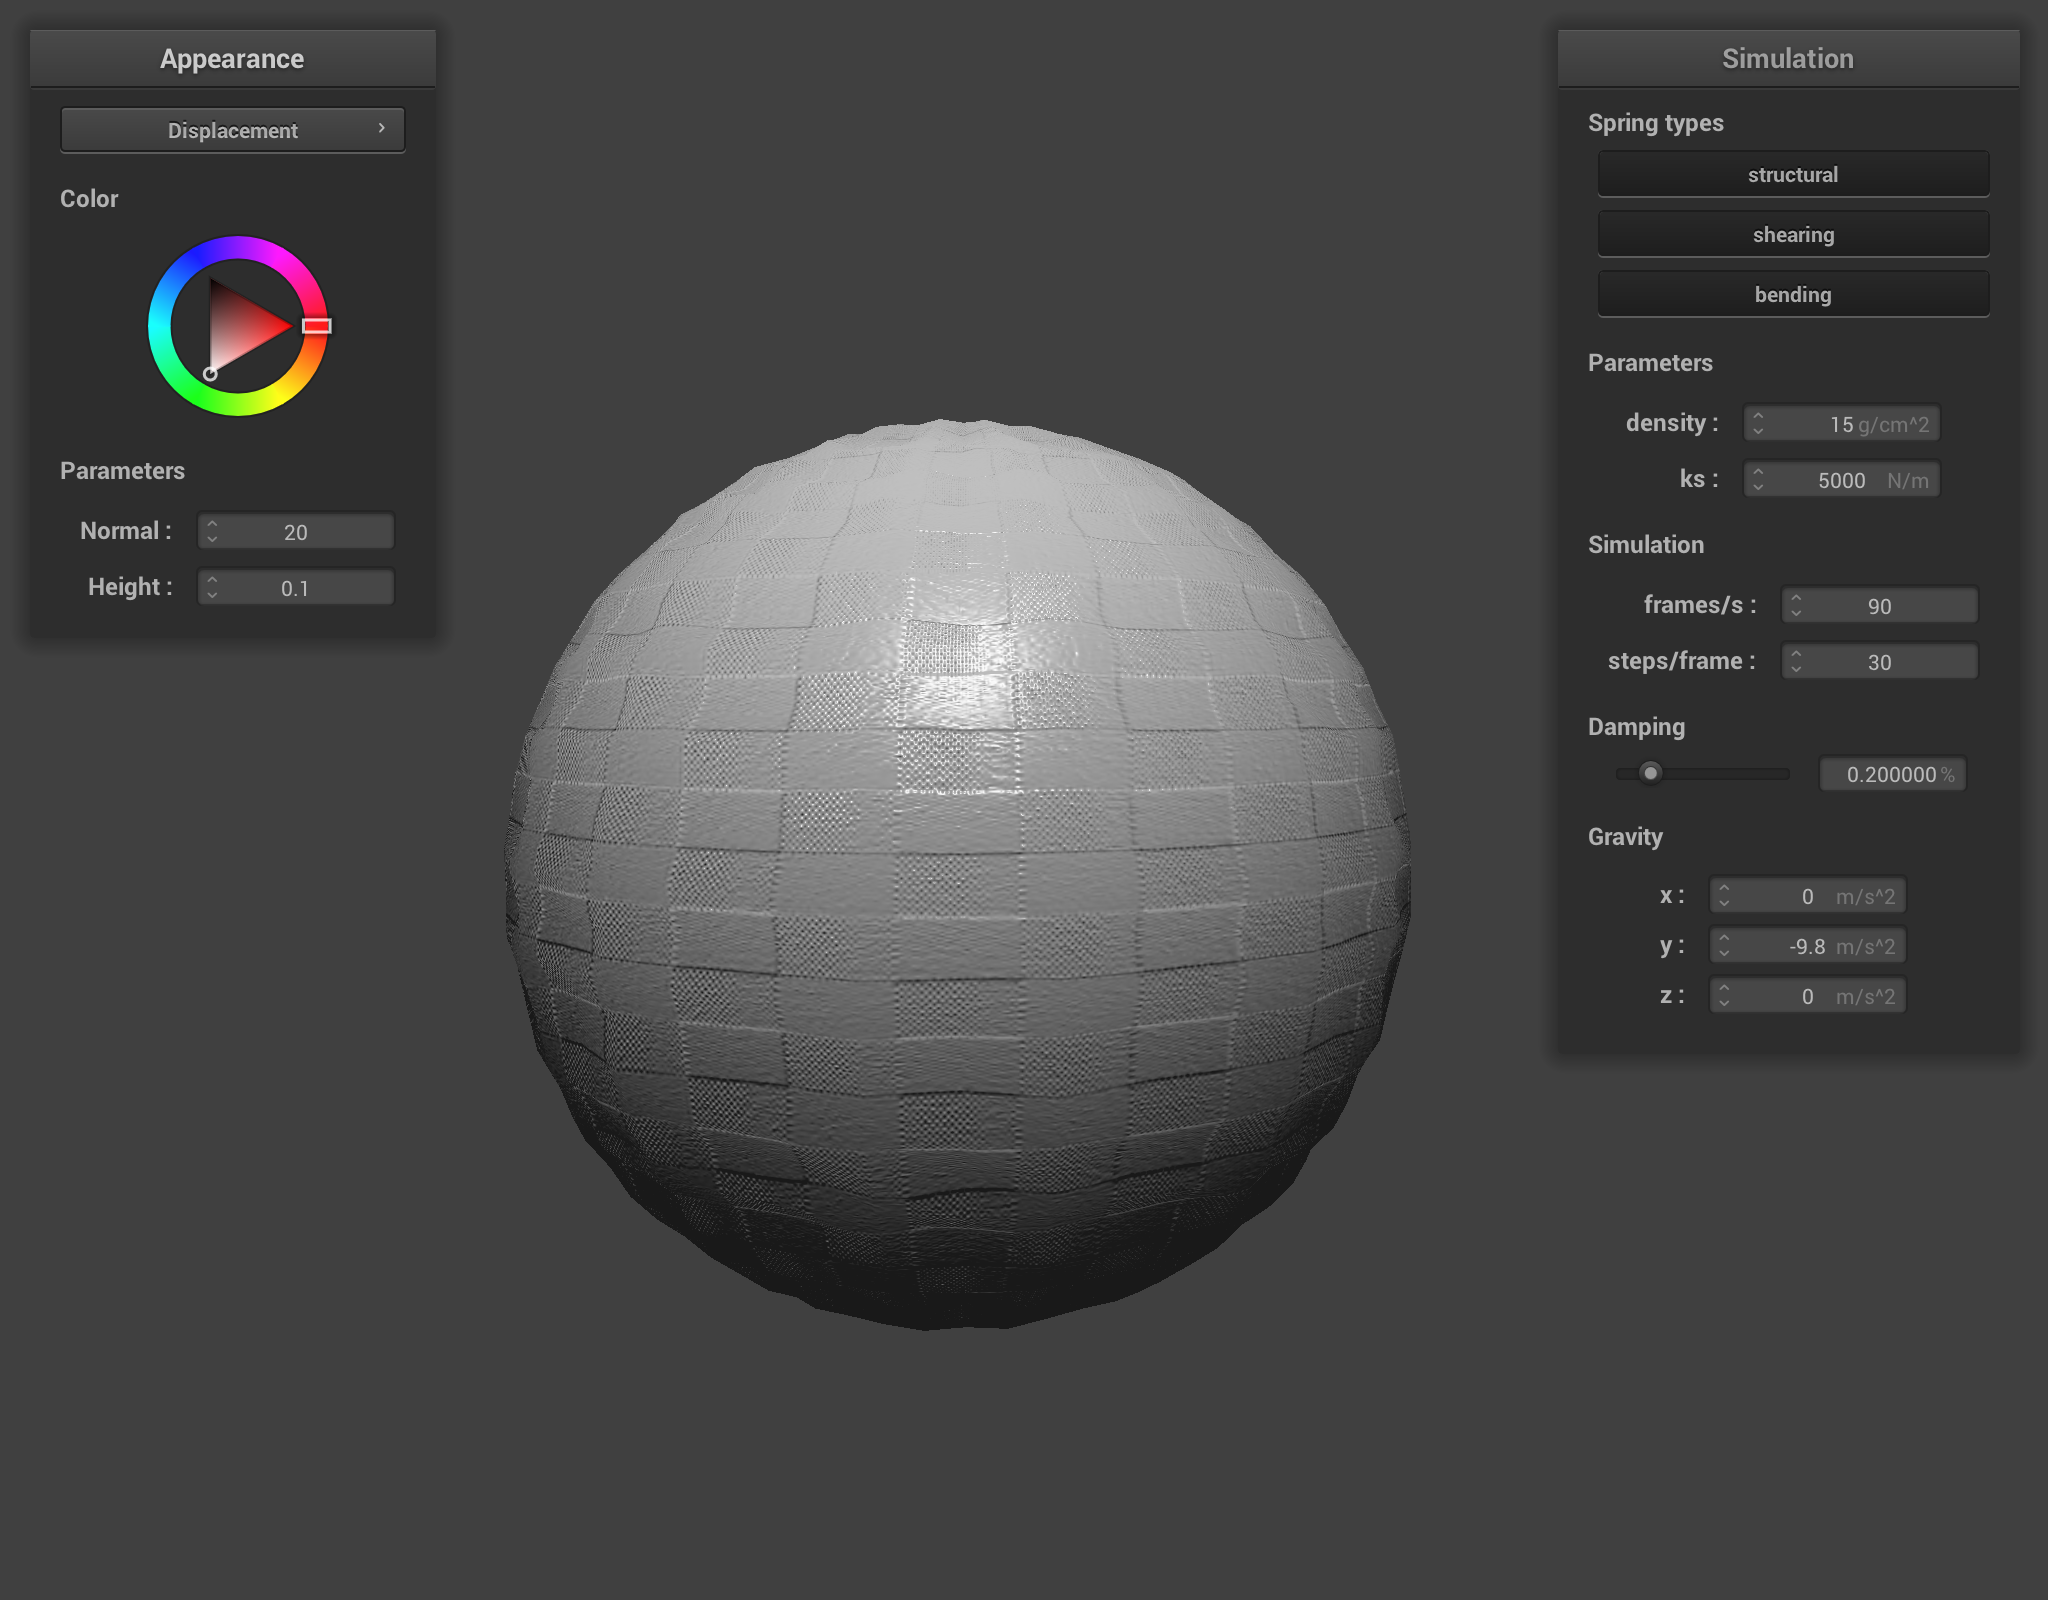 Appearance
Displacement
Color
Parameters
Normal : 20
Height : 0.1
Simulation
Spring types
structural
shearing
bending
Parameters
density : 15 g/cm^2
ks : 5000 N/m
Simulation
frames/s : 90
steps/frame : 30
Damping
0.200000 %
Gravity
x : 0 m/s^2
y : -9.8 m/s^2
z : 0 m/s^2